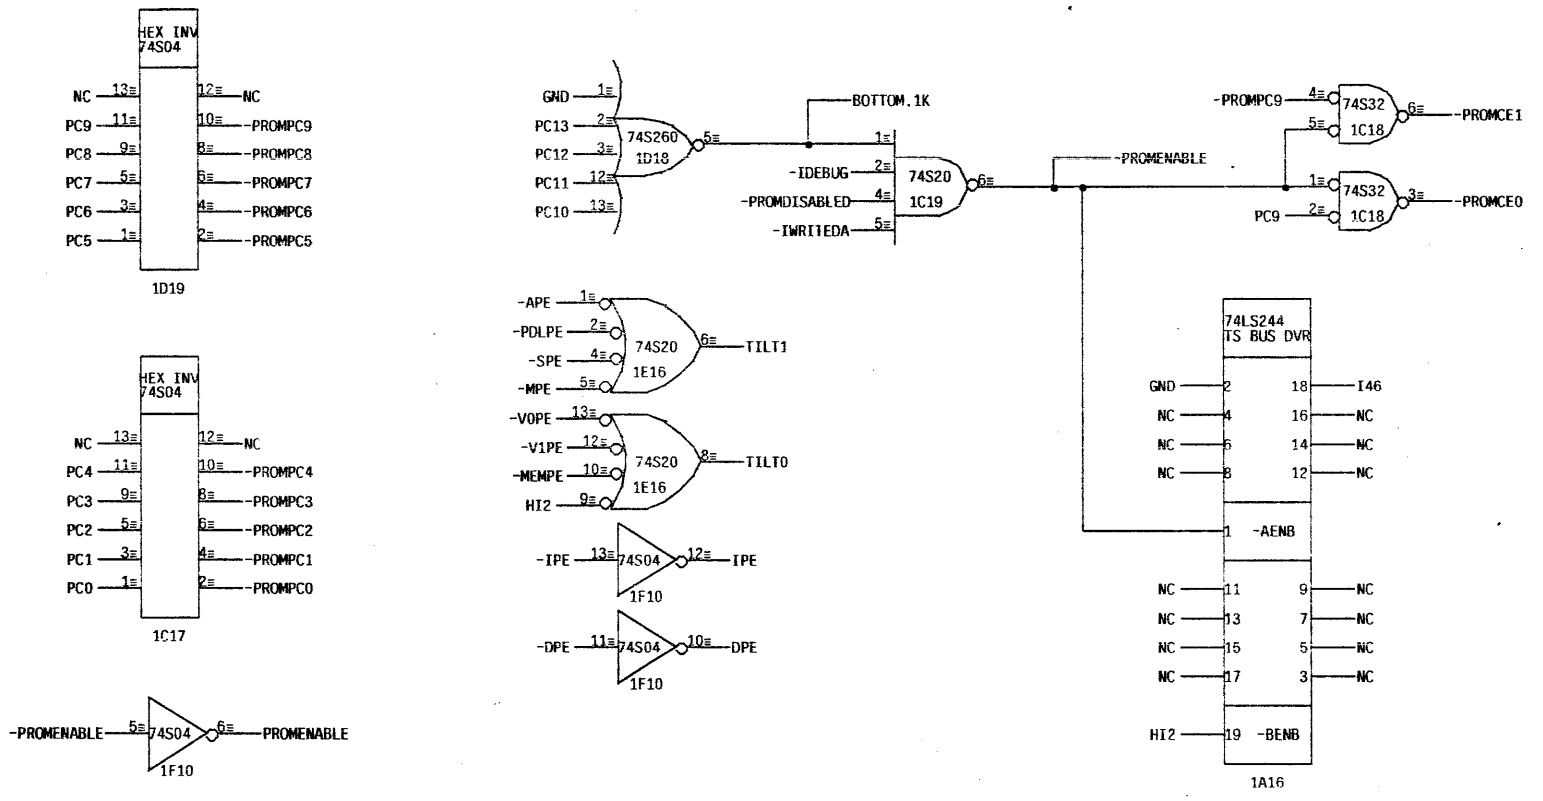 HEX INV
74S04
NC 13 12 NC
PC9 11 10 -PROMPC9
PC8 9 8 -PROMPC8
PC7 5 6 -PROMPC7
PC6 3 4 -PROMPC6
PC5 1 2 -PROMPC5
1D19
HEX INV
74S04
NC 13 12 NC
PC4 11 10 -PROMPC4
PC3 9 8 -PROMPC3
PC2 5 6 -PROMPC2
PC1 3 4 -PROMPC1
PC0 1 2 -PROMPC0
1C17
-PROMENABLE 5 74S04 6 PROMENABLE
1F10
GND 1
PC13 2
PC12 3
PC11 12
PC10 13
74S260
1D18
5
BOTTOM.1K
1
-IDEBUG 2
-PROMDISABLED 4
-IWRITEDA 5
74S20
1C19
6
-PROMENABLE
-PROMPC9 4
5
74S32
1C18
6 -PROMCE1
1
PC9 2
74S32
1C18
3 -PROMCE0
-APE 1
-PDLPE 2
-SPE 4
-MPE 5
74S20
1E16
6 TILT1
-V0PE 13
-V1PE 12
-MEMPE 10
HI2 9
74S20
1E16
8 TILT0
-IPE 13 74S04 12 IPE
1F10
-DPE 11 74S04 10 DPE
1F10
74LS244
TS BUS DVR
GND 2 18 I46
NC 4 16 NC
NC 6 14 NC
NC 8 12 NC
1 -AENB
NC 11 9 NC
NC 13 7 NC
NC 15 5 NC
NC 17 3 NC
HI2 19 -BENB
1A16